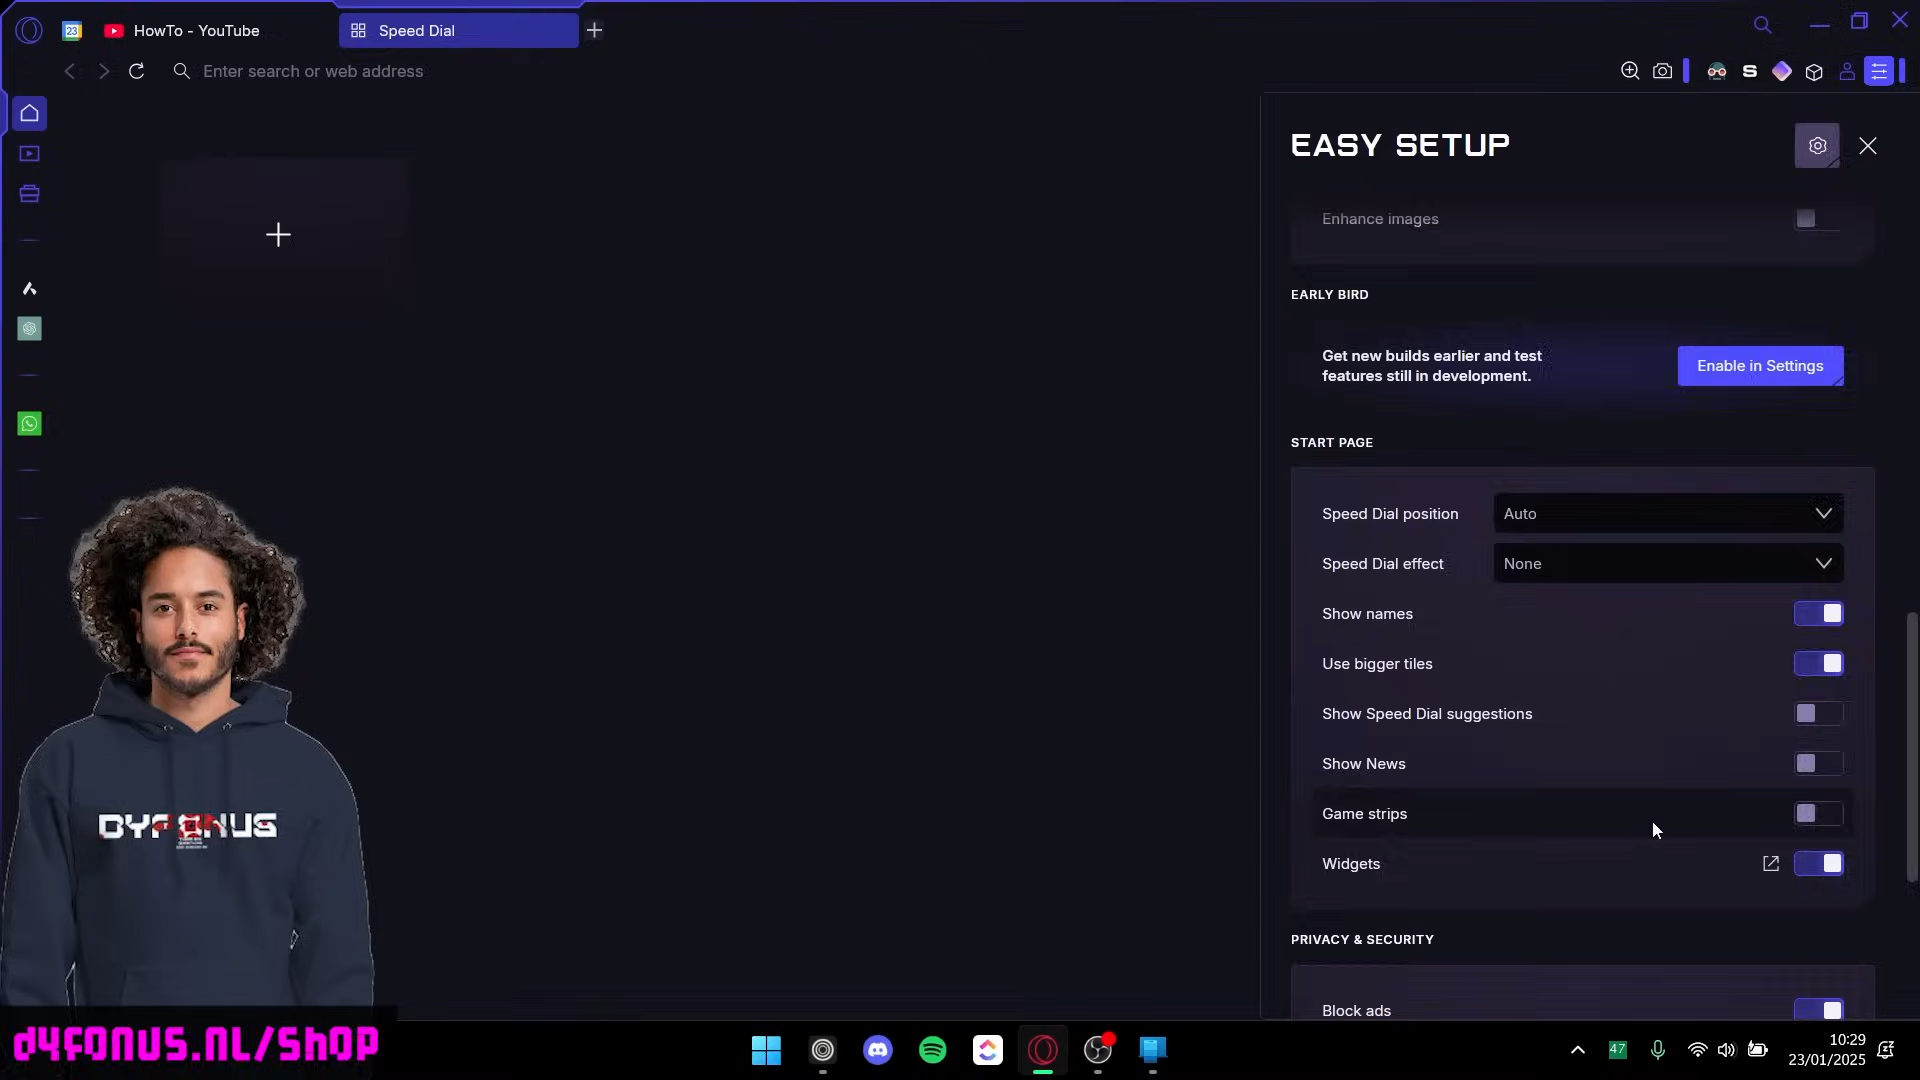 23
HowTo - YouTube
Speed Dial
Enter search or web address
S
EASY SETUP
Enhance images
EARLY BIRD
Get new builds earlier and test
features still in development.
Enable in Settings
START PAGE
Speed Dial position
Auto
Speed Dial effect
None
Show names
Use bigger tiles
Show Speed Dial suggestions
Show News
Game strips
Widgets
PRIVACY & SECURITY
Block ads
DYFONUS
dyfonus.nl/shop
47
10:29
23/01/2025